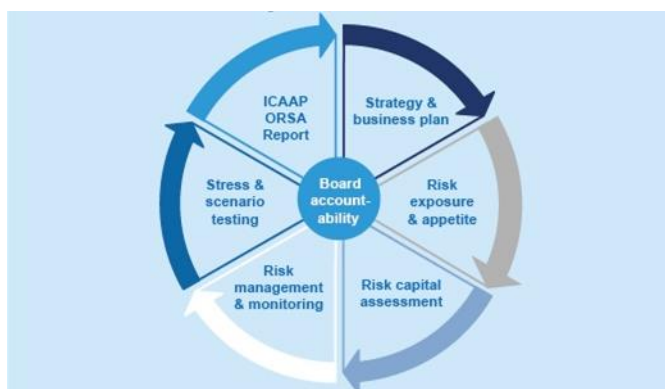 ICAAP
ORSA
Report
Strategy &
business plan
Stress &
scenario
testing
Board
account-
ability
Risk
exposure
& appetite
Risk
management
& monitoring
Risk capital
assessment